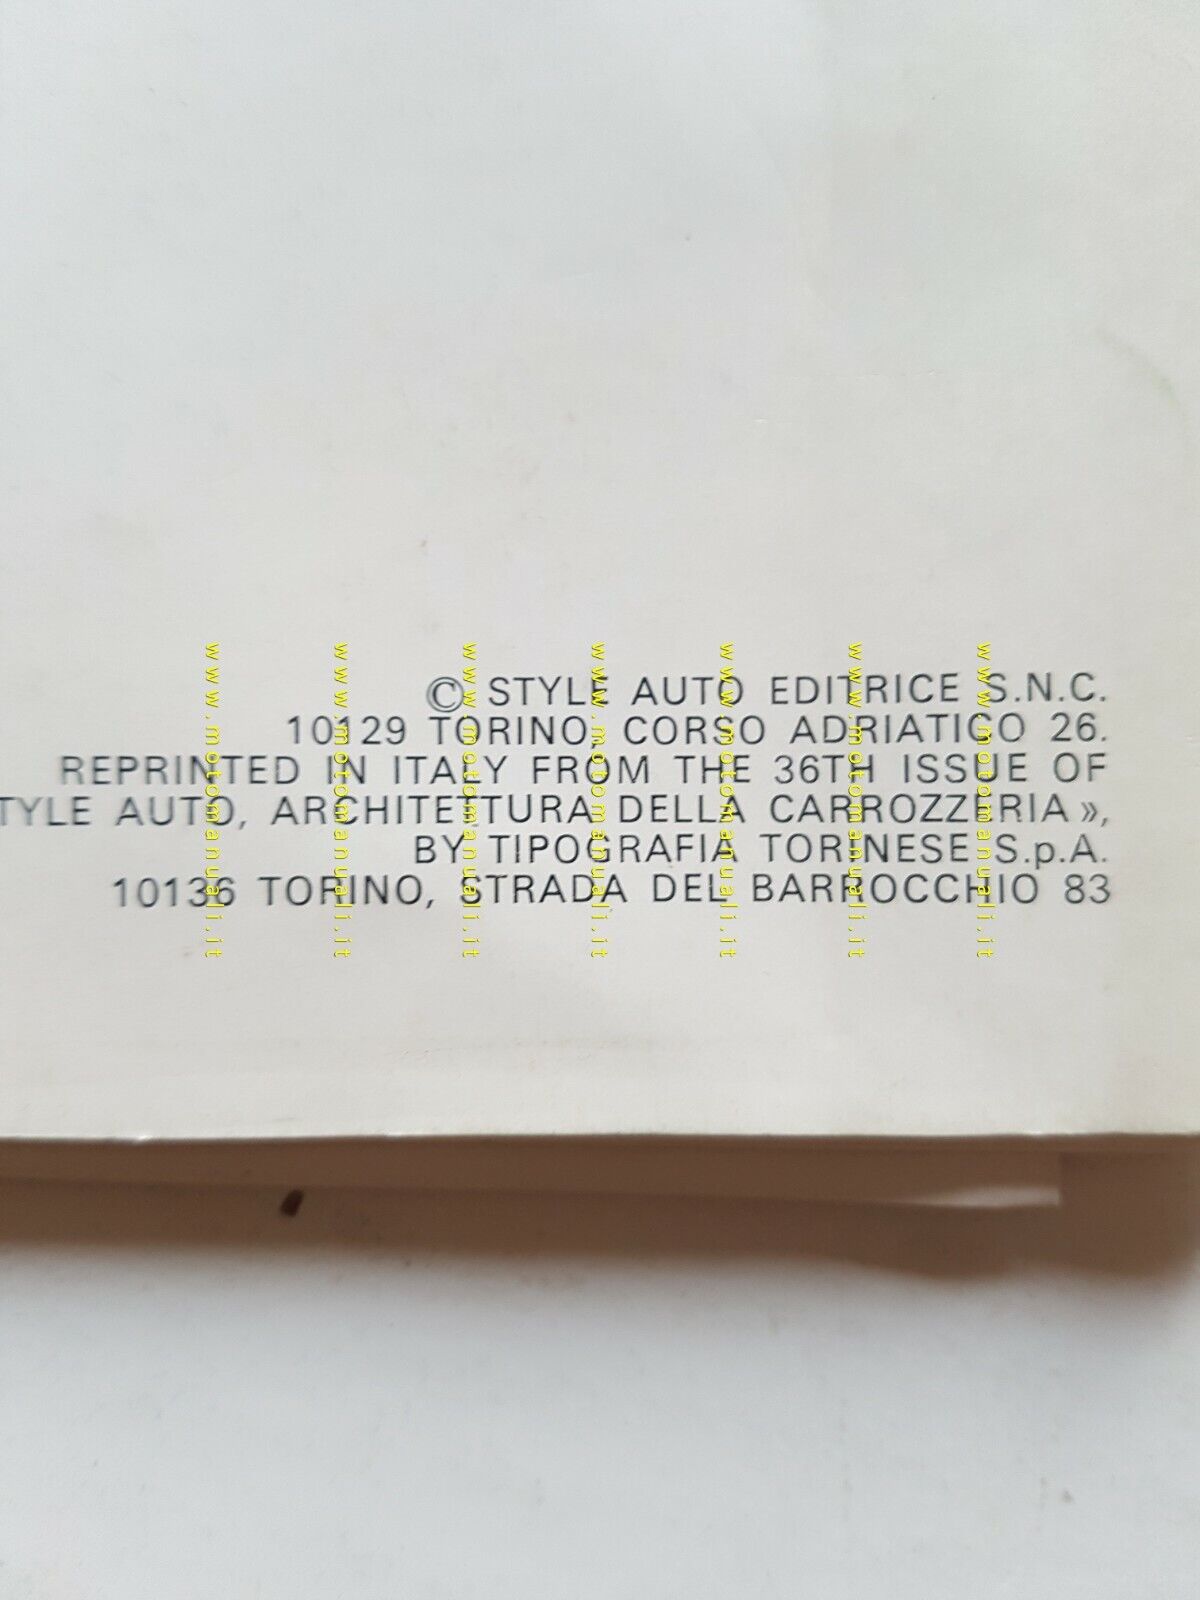 © STYLE AUTO EDITRICE S.N.C.
10129 TORINO, CORSO ADRIATICO 26.
REPRINTED IN ITALY FROM THE 36TH ISSUE OF
TYLE AUTO, ARCHITETTURA DELLA CARROZZERIA»,
BY TIPOGRAFIA TORINESE S.p.A.
10136 TORINO, STRADA DEL BARROCCHIO 83
www.motomanuali.it
www.motomanuali.it
www.motomanuali.it
www.motomanuali.it
www.motomanuali.it
www.motomanuali.it
www.motomanuali.it